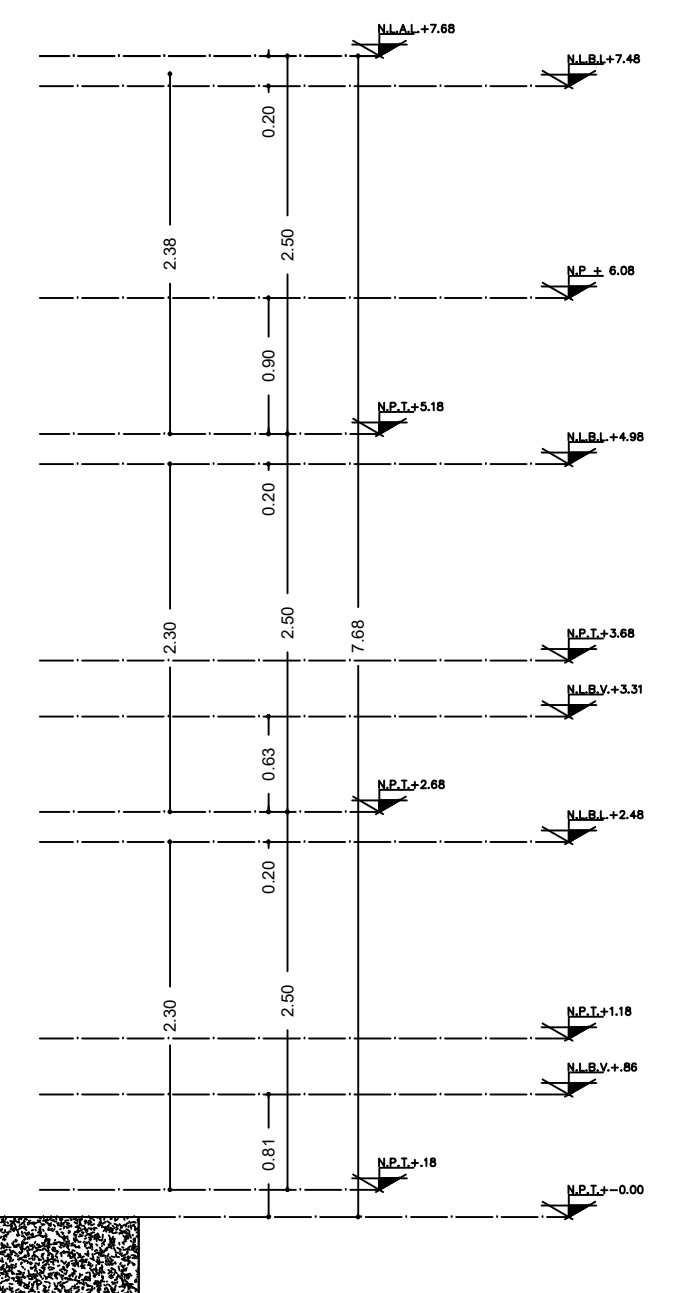 N.L.A.L.+7.68
N.L.B.L+7.48
0.20
2.38
2.50
N.P + 6.08
0.90
N.P.T.+5.18
N.L.B.L.+4.98
0.20
2.30
2.50
7.68
N.P.T.+3.68
N.L.B.V.+3.31
0.63
N.P.T.+2.68
N.L.B.L.+2.48
0.20
2.30
2.50
N.P.T.+1.18
N.L.B.V.+.86
0.81
N.P.T.+.18
N.P.T.+-0.00